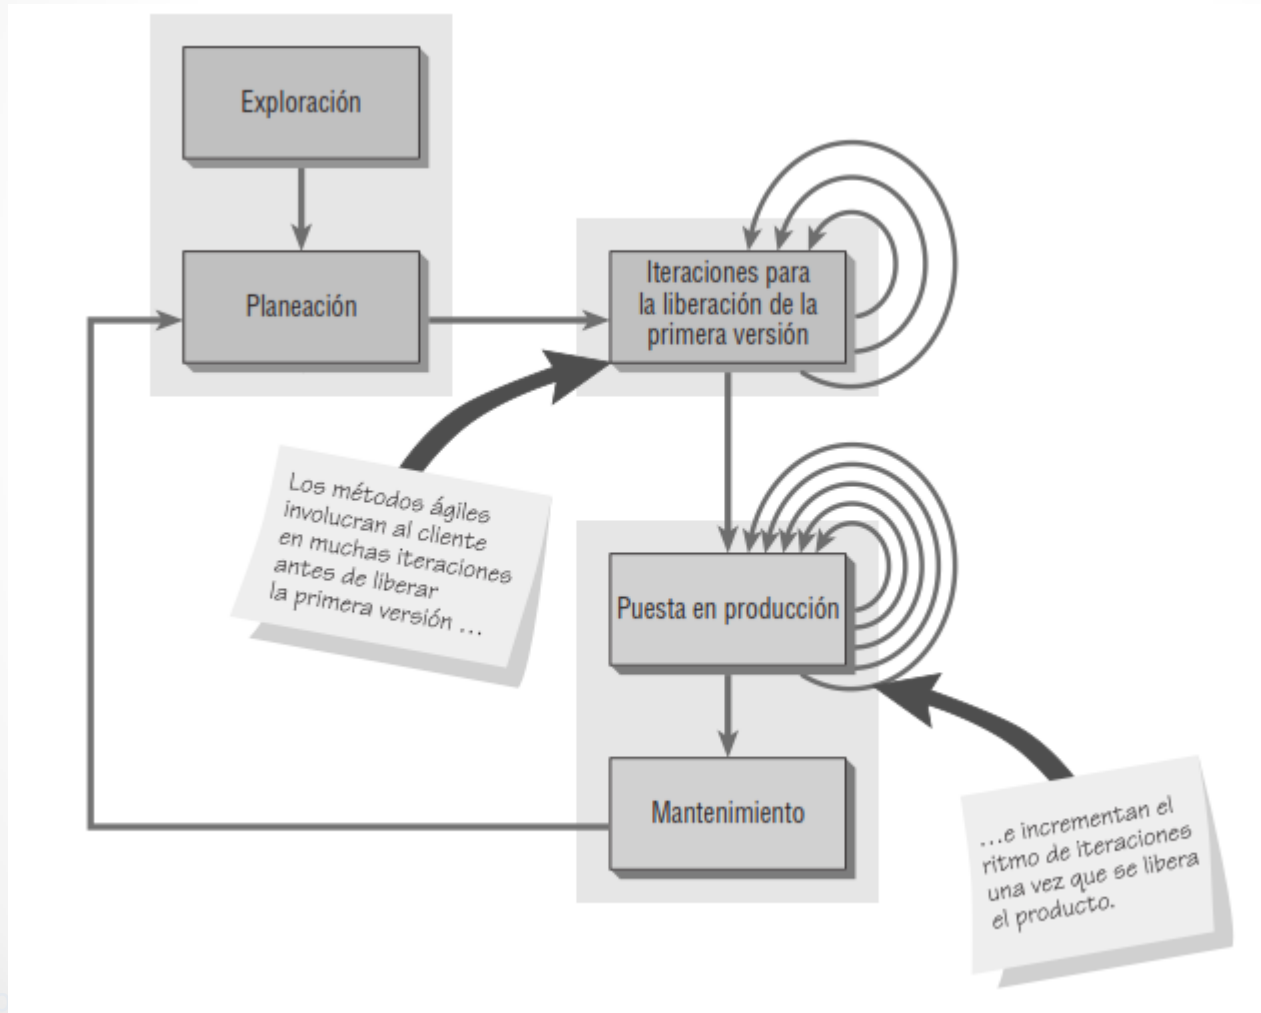 Exploración
Planeación
Iteraciones para
la liberación de la
primera versión
Los métodos ágiles
involucran al cliente
en muchas iteraciones
antes de liberar
la primera versión ...
Puesta en producción
Mantenimiento
...e incrementan el
ritmo de iteraciones
una vez que se libera
el producto.